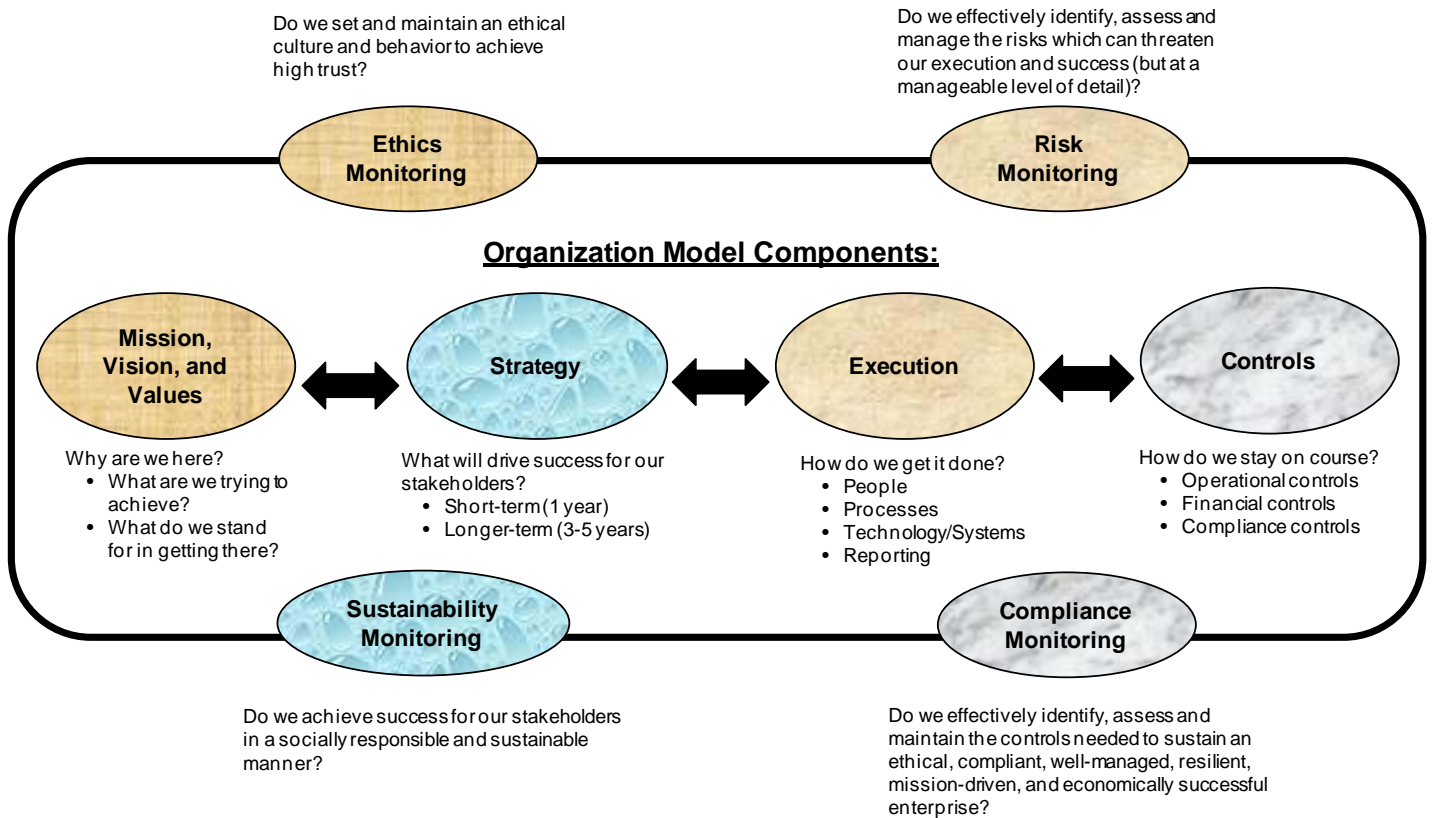 Do we set and maintain an ethical
culture and behavior to achieve
high trust?
Do we effectively identify, assess and
manage the risks which can threaten
our execution and success (but at a
manageable level of detail)?
Ethics
Monitoring
Risk
Monitoring
Organization Model Components:
Mission,
Vision, and
Values
Strategy
Execution
Controls
Why are we here?
• What are we trying to
achieve?
• What do we stand
for in getting there?
What will drive success for our
stakeholders?
• Short-term (1 year)
• Longer-term (3-5 years)
How do we get it done?
• People
• Processes
• Technology/Systems
• Reporting
How do we stay on course?
• Operational controls
• Financial controls
• Compliance controls
Sustainability
Monitoring
Compliance
Monitoring
Do we achieve success for our stakeholders
in a socially responsible and sustainable
manner?
Do we effectively identify, assess and
maintain the controls needed to sustain an
ethical, compliant, well-managed, resilient,
mission-driven, and economically successful
enterprise?